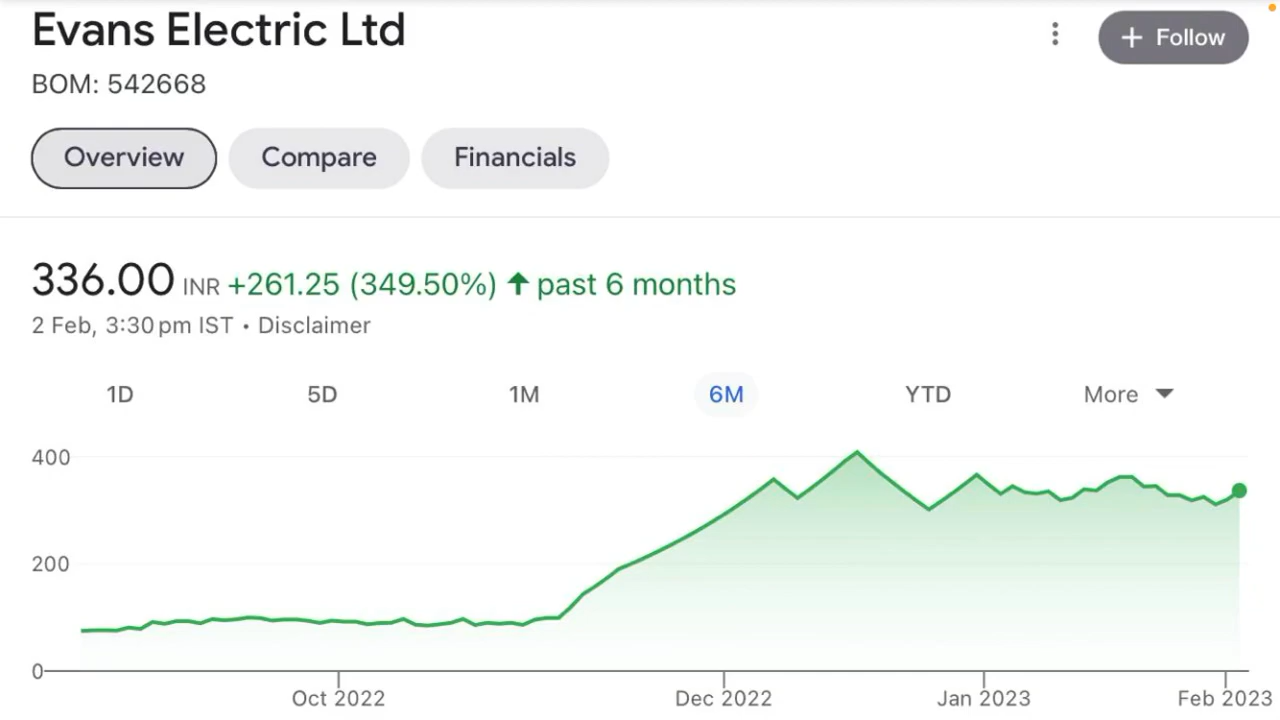 Evans Electric Ltd
+ Follow
BOM: 542668
Overview
Compare
Financials
336.00 INR +261.25 (349.50%) ↑ past 6 months
2 Feb, 3:30 pm IST • Disclaimer
1D 5D 1M 6M YTD More
400
200
0
Oct 2022 Dec 2022 Jan 2023 Feb 2023